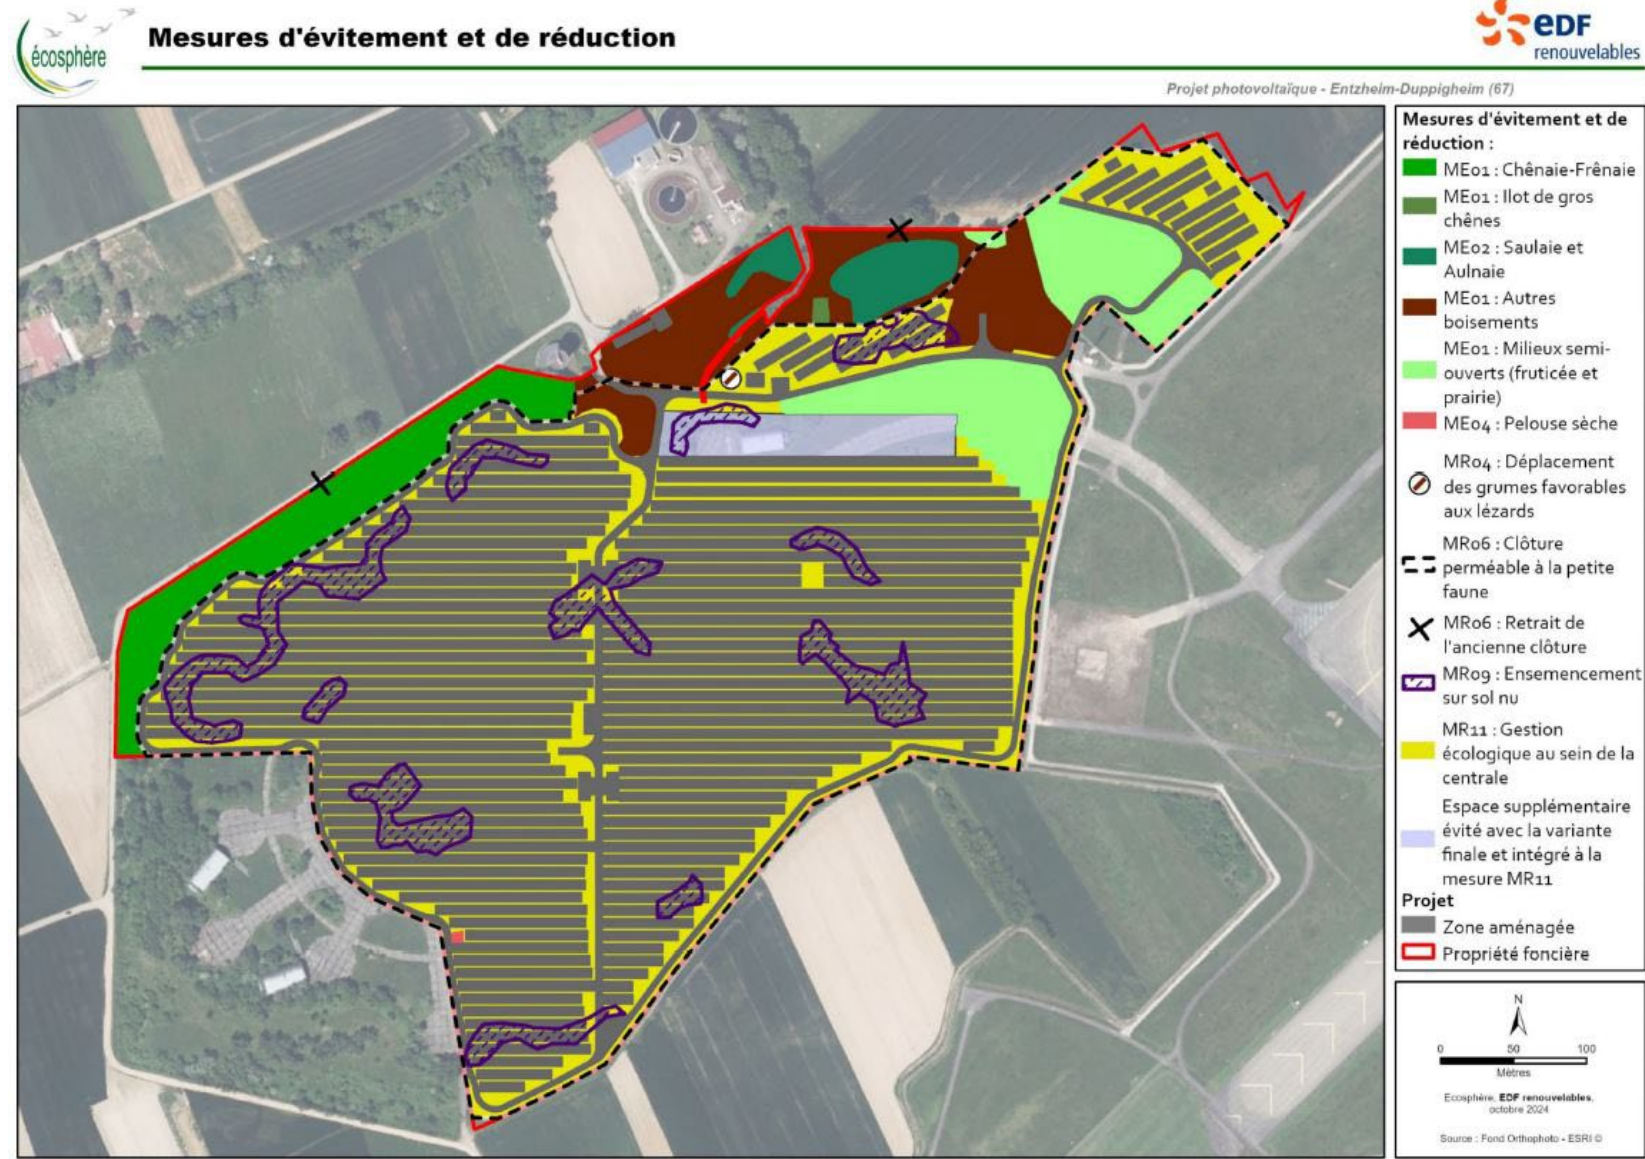 écosphère
Mesures d'évitement et de réduction
eDF
renouvelables
Projet photovoltaïque - Entzheim-Duppigheim (67)
Mesures d'évitement et de
réduction :
ME01 : Chênaie-Frênaie
ME01 : Ilot de gros
chênes
ME02 : Saulaie et
Aulnaie
ME01 : Autres
boisements
ME01 : Milieux semi-
ouverts (fruticée et
prairie)
ME04 : Pelouse sèche
MR04 : Déplacement
des grumes favorables
aux lézards
MR06 : Clôture
perméable à la petite
faune
MR06 : Retrait de
l'ancienne clôture
MR09 : Ensemencement
sur sol nu
MR11 : Gestion
écologique au sein de la
centrale
Espace supplémentaire
évité avec la variante
finale et intégré à la
mesure MR11
Projet
Zone aménagée
Propriété foncière
N
0 50 100
Mètres
Ecosphère, EDF renouvelables,
octobre 2024
Source : Fond Orthophoto - ESRI ©